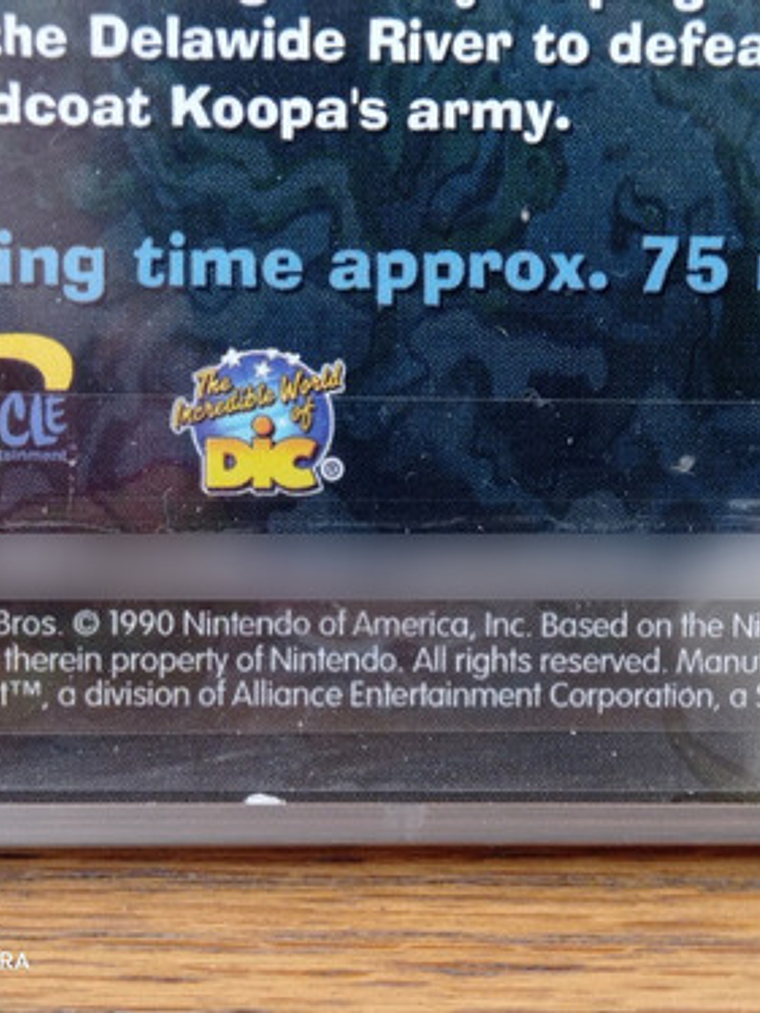 the Delawide River to defea
dcoat Koopa's army.
ing time approx. 75
CLE
tainment
The
Incredible World
of
DiC®
Bros. © 1990 Nintendo of America, Inc. Based on the Ni
therein property of Nintendo. All rights reserved. Manu
t™, a division of Alliance Entertainment Corporation, a S
RA